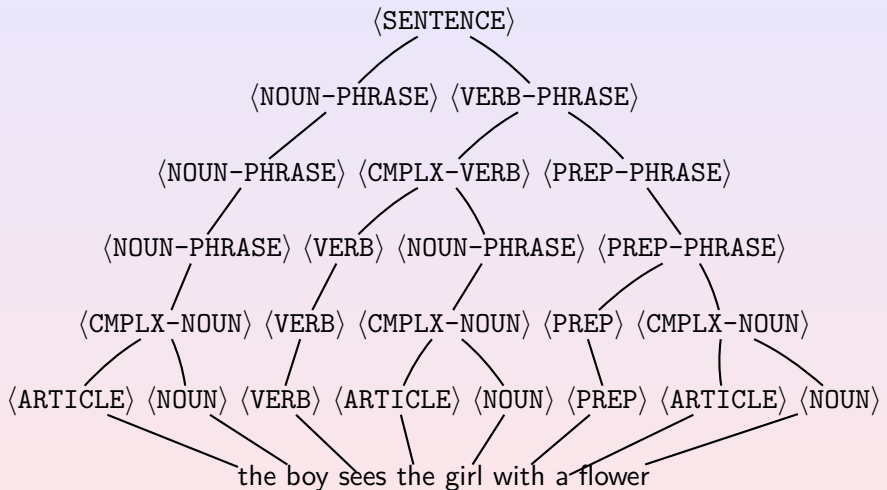 ⟨SENTENCE⟩
⟨NOUN-PHRASE⟩ ⟨VERB-PHRASE⟩
⟨NOUN-PHRASE⟩ ⟨CMPLX-VERB⟩ ⟨PREP-PHRASE⟩
⟨NOUN-PHRASE⟩ ⟨VERB⟩ ⟨NOUN-PHRASE⟩ ⟨PREP-PHRASE⟩
⟨CMPLX-NOUN⟩ ⟨VERB⟩ ⟨CMPLX-NOUN⟩ ⟨PREP⟩ ⟨CMPLX-NOUN⟩
⟨ARTICLE⟩ ⟨NOUN⟩ ⟨VERB⟩ ⟨ARTICLE⟩ ⟨NOUN⟩ ⟨PREP⟩ ⟨ARTICLE⟩ ⟨NOUN⟩
the boy sees the girl with a flower